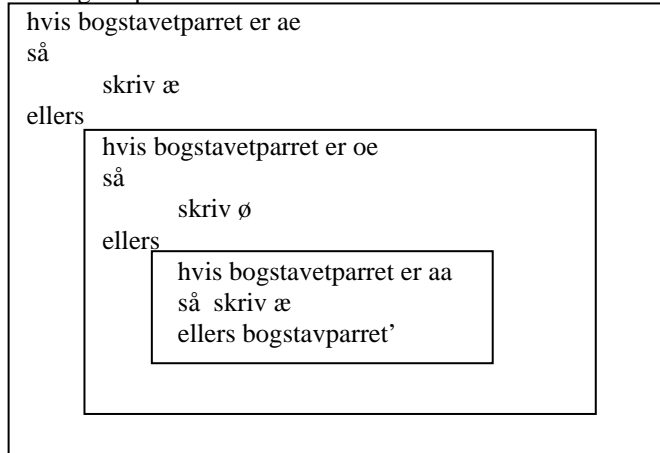 hvis bogstavetparret er ae
så
skriv æ
ellers
hvis bogstavetparret er oe
så
skriv ø
ellers
hvis bogstavetparret er aa
så skriv æ
ellers bogstavparret’